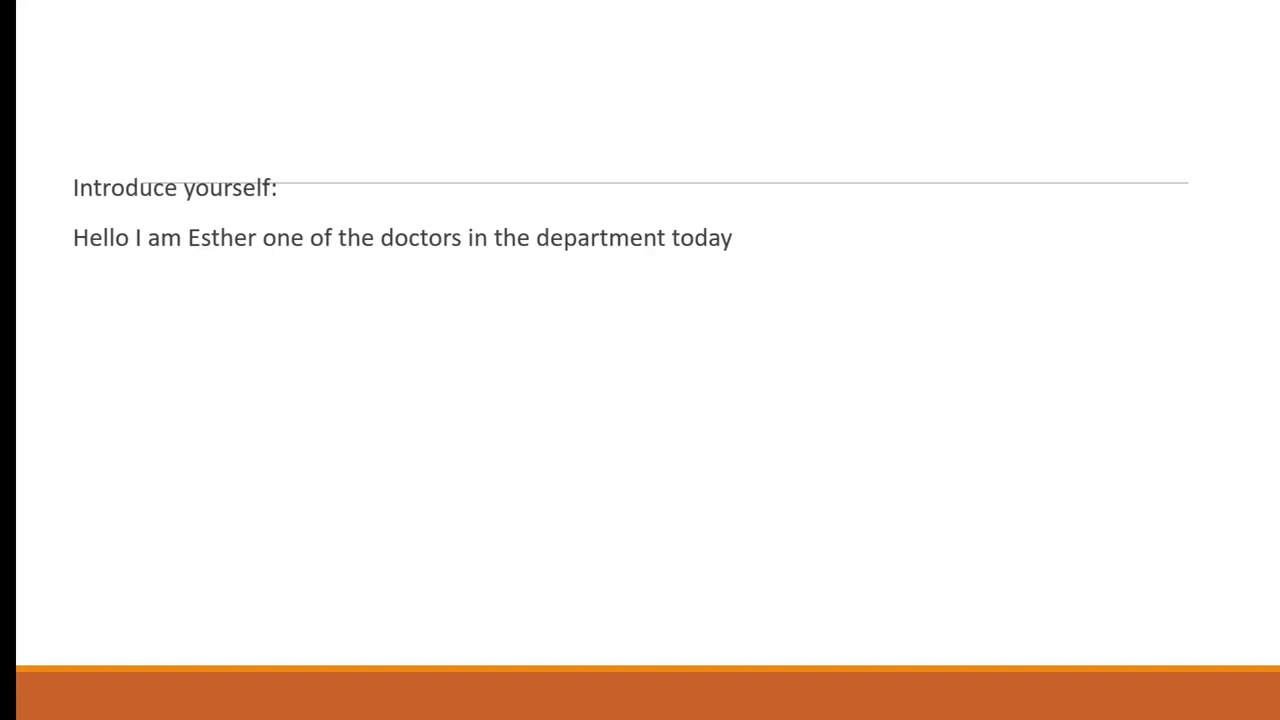 Introduce yourself:
Hello I am Esther one of the doctors in the department today